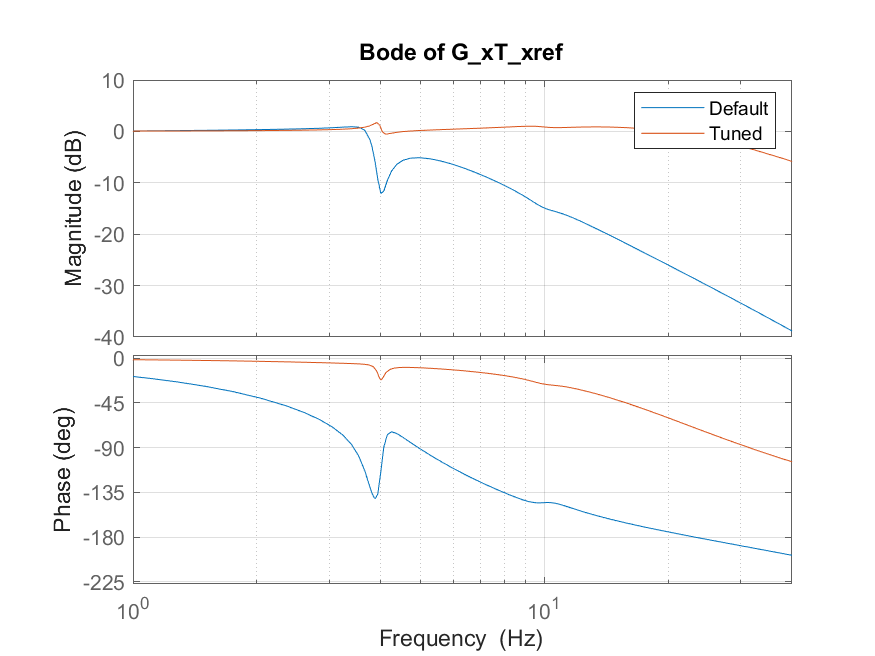 Bode of G_xT_xref
10
0
-10
-20
-30
-40
Magnitude (dB)
Default
Tuned
0
-45
-90
-135
-180
-225
Phase (deg)
10^0
10^1
Frequency (Hz)